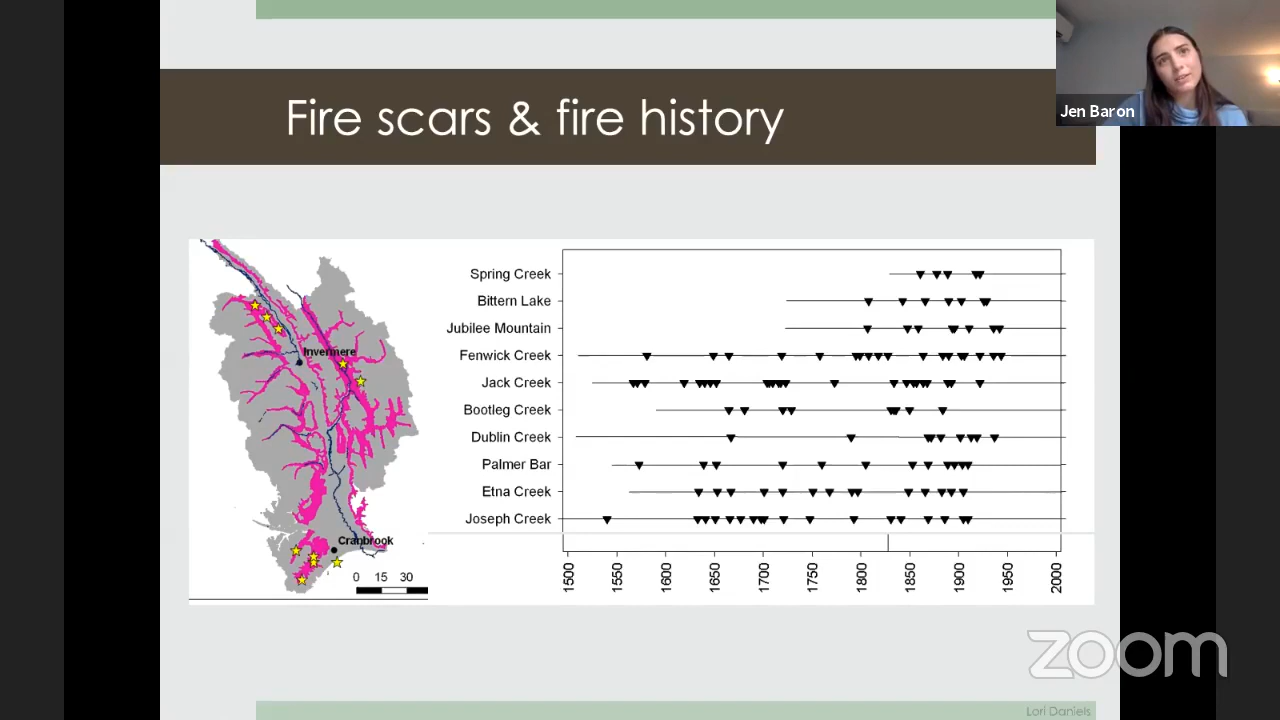 Jen Baron
Fire scars & fire history
Invermere
Cranbrook
0 15 30
Spring Creek
Bittern Lake
Jubilee Mountain
Fenwick Creek
Jack Creek
Bootleg Creek
Dublin Creek
Palmer Bar
Etna Creek
Joseph Creek
1500 1550 1600 1650 1700 1750 1800 1850 1900 1950 2000
zoom
Lori Daniels